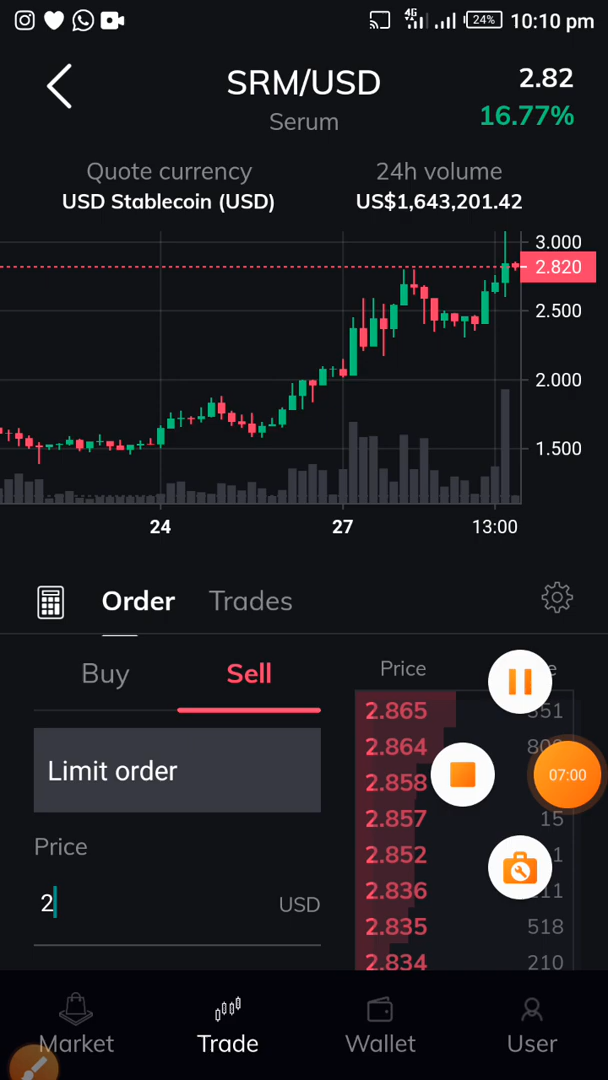 4G 24% 10:10 pm
SRM/USD 2.82
Serum 16.77%
Quote currency 24h volume
USD Stablecoin (USD) US$1,643,201.42
3.000
2.820
2.500
2.000
1.500
24 27 13:00
Order Trades
Buy Sell
Price
2.865 351
2.864
Limit order
2.858
07:00
2.857 15
Price
2.852
2 USD
2.836
2.835 518
2.834 210
Market Trade Wallet User